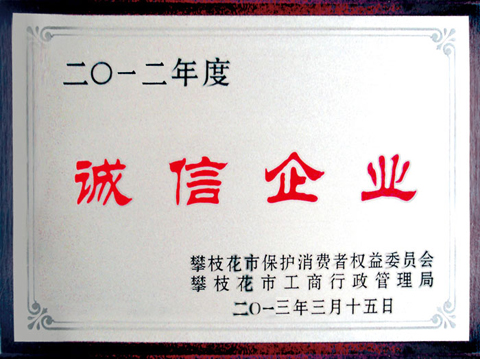 二〇一二年度
诚信企业
攀枝花市保护消费者权益委员会
攀枝花市工商行政管理局
二〇一三年三月十五日